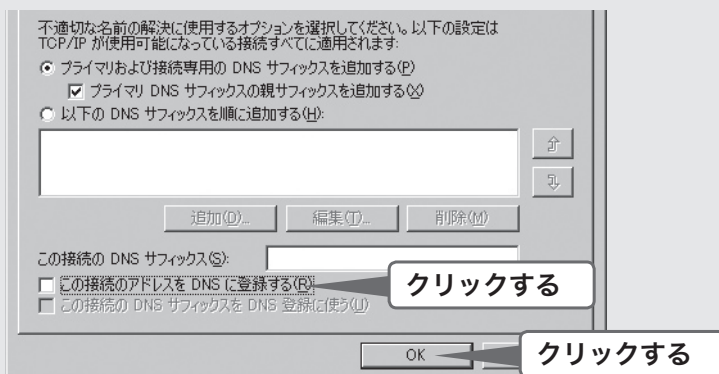 不適切な名前の解決に使用するオプションを選択してください。以下の設定は
TCP/IP が使用可能になっている接続すべてに適用されます:
プライマリおよび接続専用の DNS サフィックスを追加する(P)
プライマリ DNS サフィックスの親サフィックスを追加する(X)
以下の DNS サフィックスを順に追加する(H):
追加(D)... 編集(T)... 削除(M)
この接続の DNS サフィックス(S):
この接続のアドレスを DNS に登録する(R) クリックする
この接続の DNS サフィックスを DNS 登録に使う(U)
OK クリックする